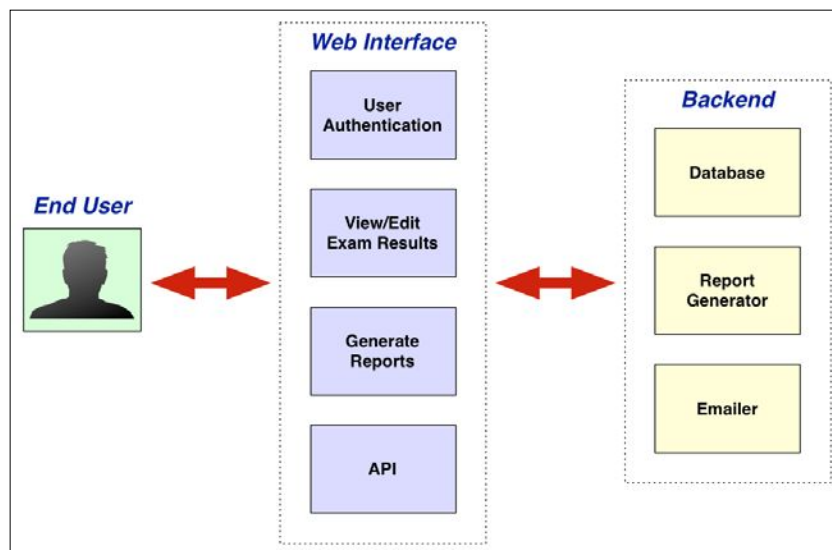 Web Interface
User
Authentication
View/Edit
Exam Results
Generate
Reports
API
End User
Backend
Database
Report
Generator
Emailer